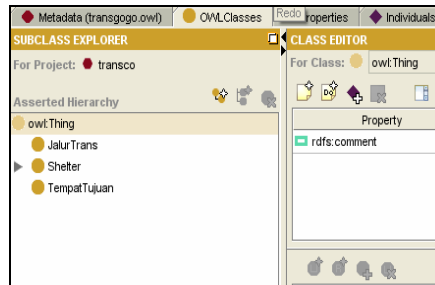 Metadata (transgogo.owl) OWLClasses Redo roperties Individuals
SUBCLASS EXPLORER
For Project: transco
Asserted Hierarchy
owl:Thing
JalurTrans
Shelter
TempatTujuan
CLASS EDITOR
For Class: owl:Thing
Property
rdfs:comment